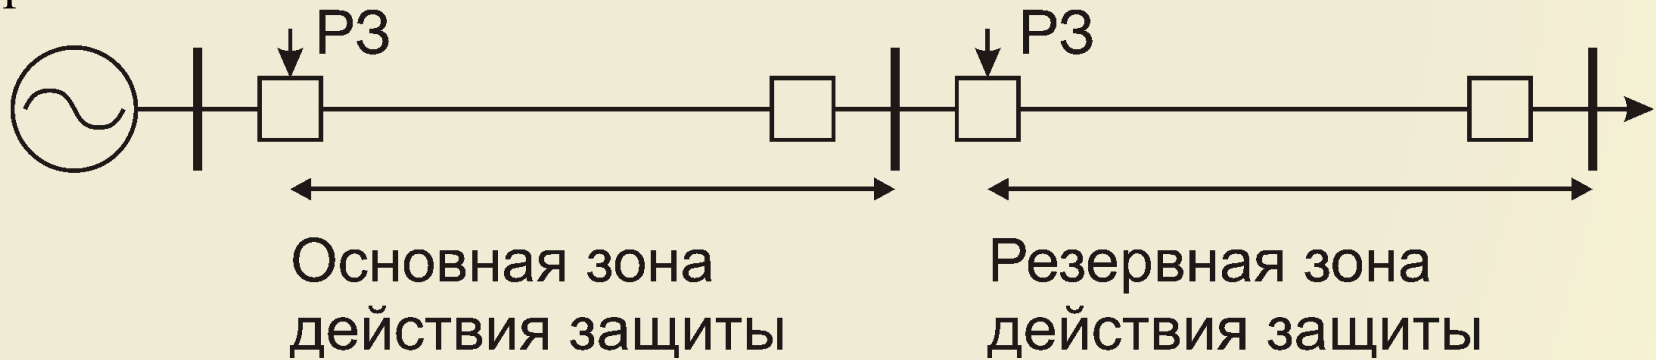 РЗ РЗ
Основная зона
действия защиты
Резервная зона
действия защиты